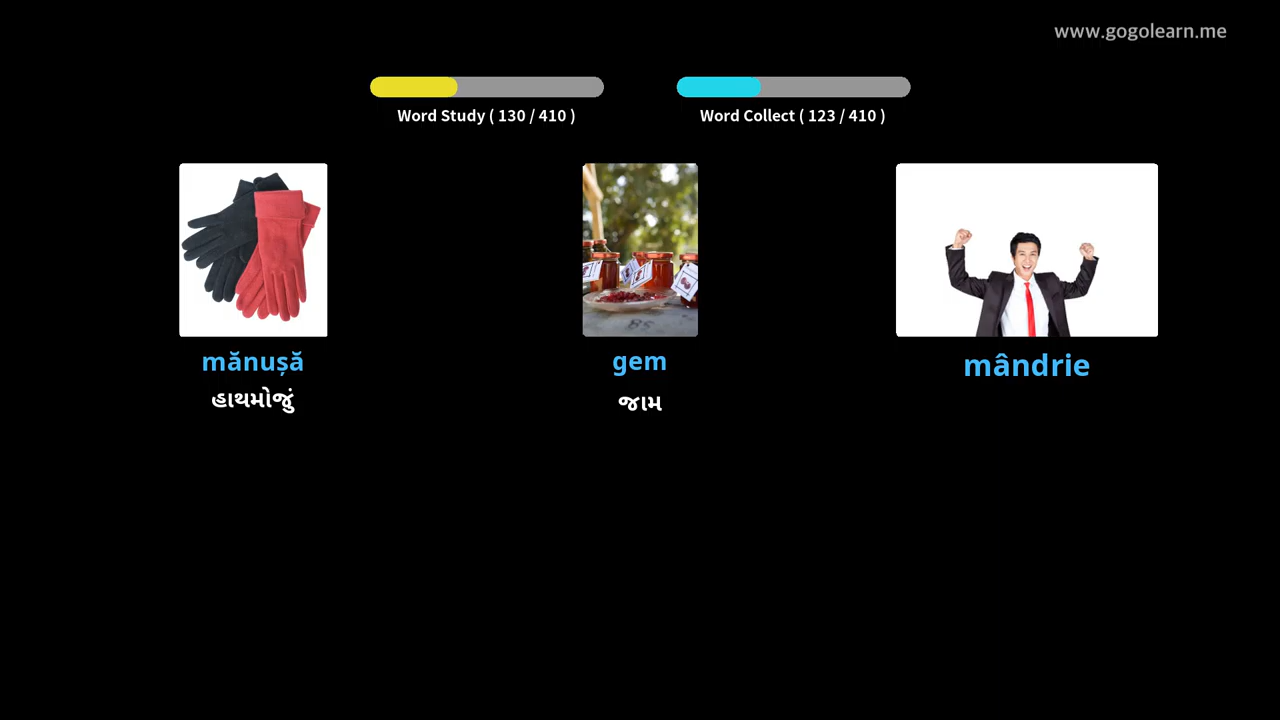 www.gogolearn.me
Word Study ( 130 / 410 )
Word Collect ( 123 / 410 )
mănușă
gem
mândrie
હાથમોજું
જામ